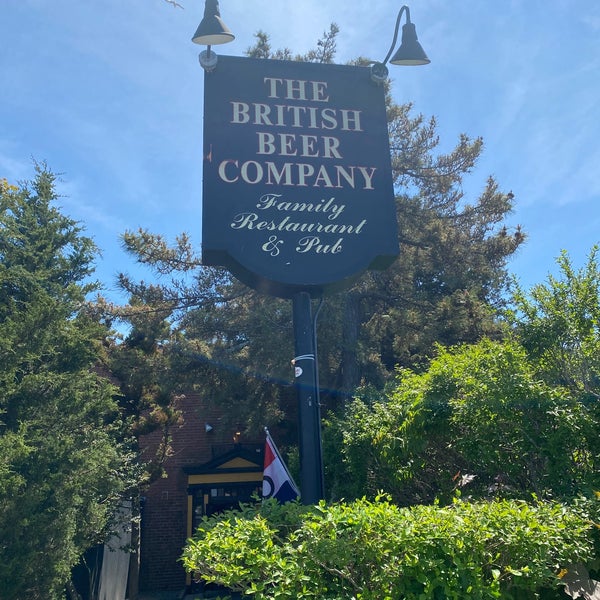 THE
BRITISH
BEER
COMPANY
Family
Restaurant
& Pub